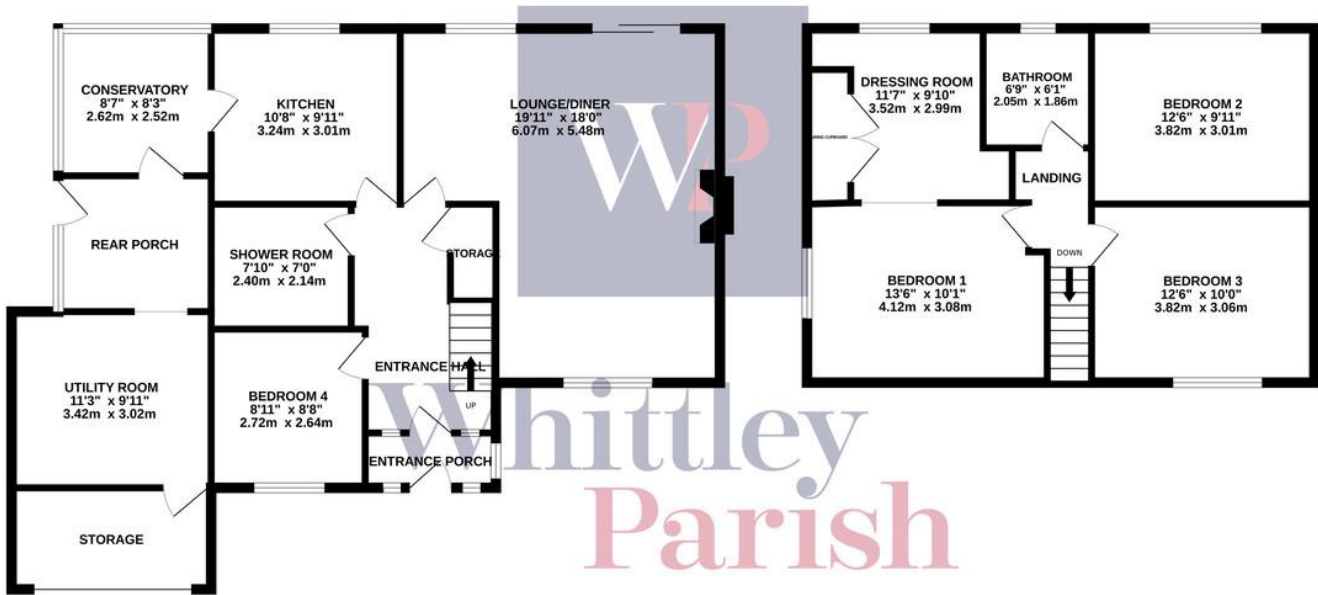 CONSERVATORY
8'7" x 8'3"
2.62m x 2.52m
KITCHEN
10'8" x 9'11"
3.24m x 3.01m
LOUNGE/DINER
19'11" x 18'0"
6.07m x 5.48m
WP
REAR PORCH
SHOWER ROOM
7'10" x 7'0"
2.40m x 2.14m
STORAGE
UTILITY ROOM
11'3" x 9'11"
3.42m x 3.02m
BEDROOM 4
8'11" x 8'8"
2.72m x 2.64m
ENTRANCE HALL
UP
ENTRANCE PORCH
STORAGE
DRESSING ROOM
11'7" x 9'10"
3.52m x 2.99m
CUPBOARD
BATHROOM
6'9" x 6'1"
2.05m x 1.86m
BEDROOM 2
12'6" x 9'11"
3.82m x 3.01m
LANDING
DOWN
BEDROOM 1
13'6" x 10'1"
4.12m x 3.08m
BEDROOM 3
12'6" x 10'0"
3.82m x 3.06m
Whittley
Parish